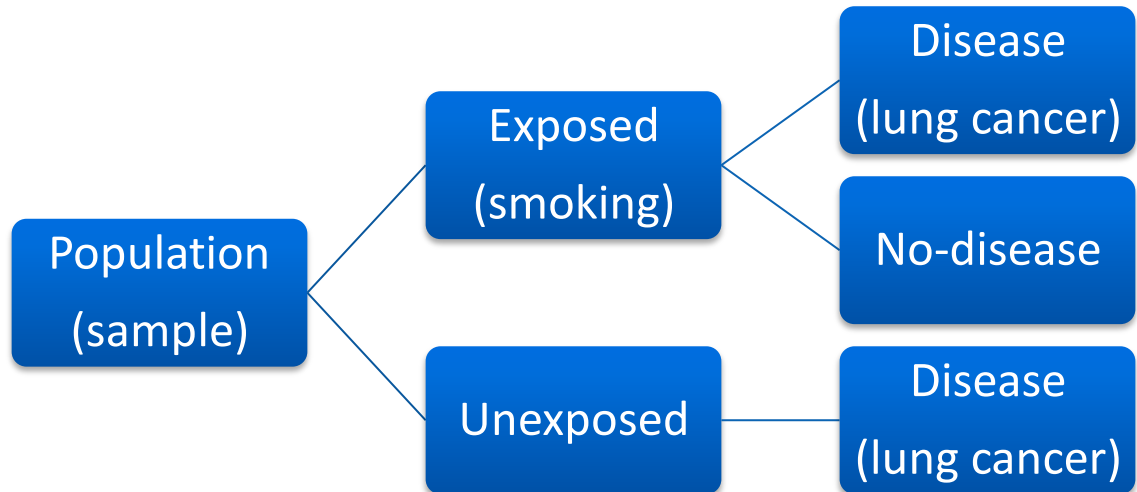 Population
(sample)
Exposed
(smoking)
Disease
(lung cancer)
No-disease
Unexposed
Disease
(lung cancer)